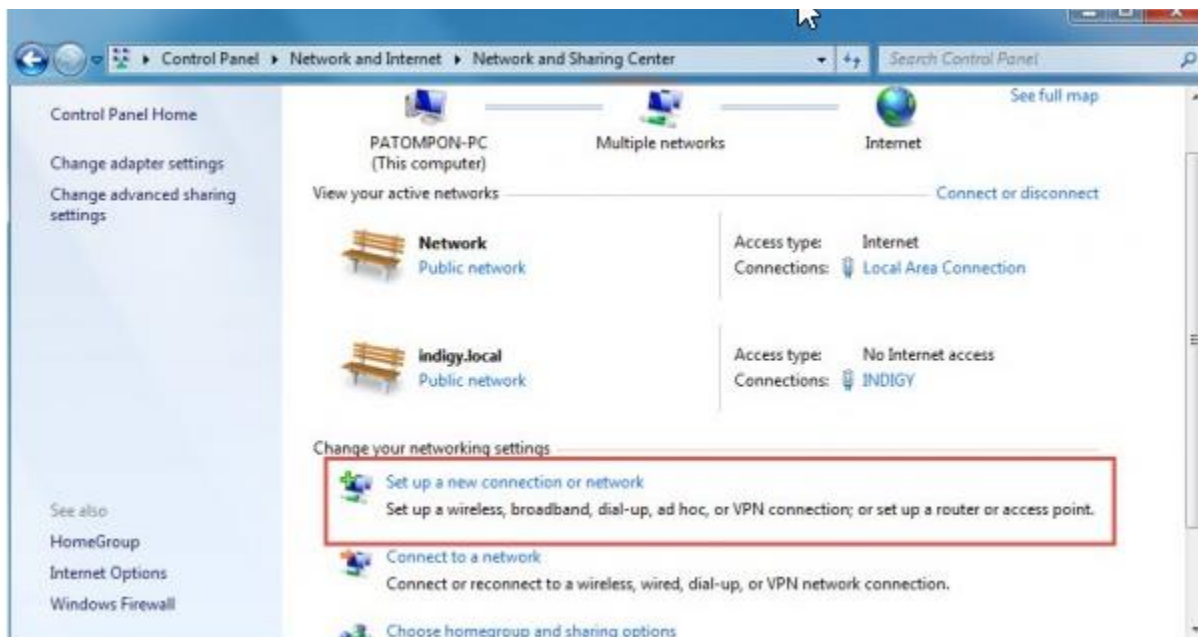 Control Panel ▸ Network and Internet ▸ Network and Sharing Center
Search Control Panel
Control Panel Home
Change adapter settings
Change advanced sharing
settings
See also
HomeGroup
Internet Options
Windows Firewall
See full map
PATOMPON-PC
(This computer)
Multiple networks
Internet
View your active networks
Connect or disconnect
Network
Public network
Access type: Internet
Connections: Local Area Connection
indigy.local
Public network
Access type: No Internet access
Connections: INDIGY
Change your networking settings
Set up a new connection or network
Set up a wireless, broadband, dial-up, ad hoc, or VPN connection; or set up a router or access point.
Connect to a network
Connect or reconnect to a wireless, wired, dial-up, or VPN network connection.
Choose homegroup and sharing options